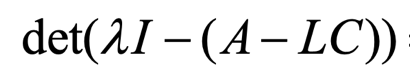 det(λI − (A − LC))